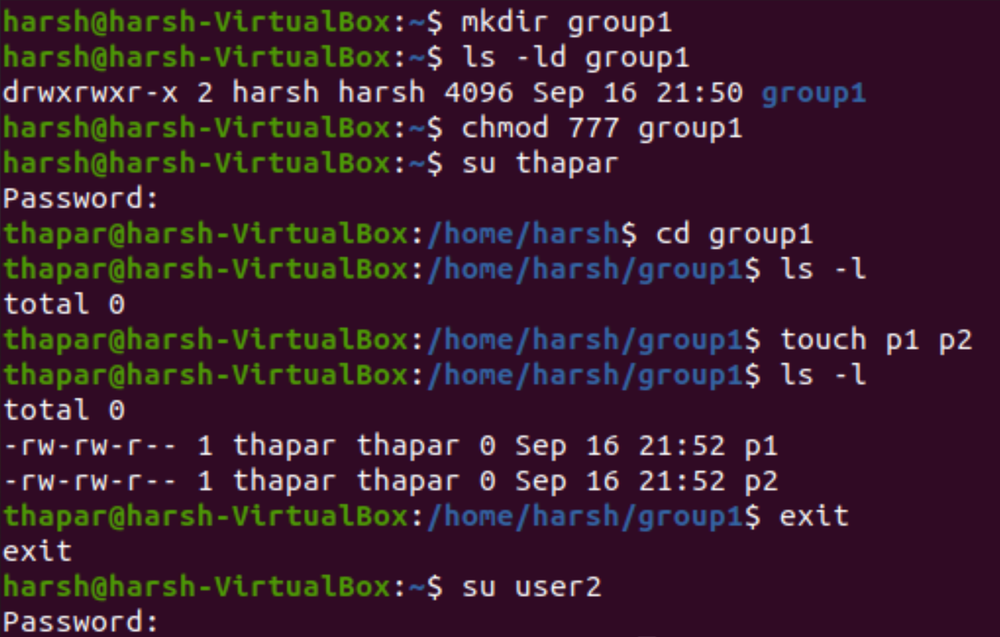 harsh@harsh-VirtualBox:~$ mkdir group1
harsh@harsh-VirtualBox:~$ ls -ld group1
drwxrwxr-x 2 harsh harsh 4096 Sep 16 21:50 group1
harsh@harsh-VirtualBox:~$ chmod 777 group1
harsh@harsh-VirtualBox:~$ su thapar
Password:
thapar@harsh-VirtualBox:/home/harsh$ cd group1
thapar@harsh-VirtualBox:/home/harsh/group1$ ls -l
total 0
thapar@harsh-VirtualBox:/home/harsh/group1$ touch p1 p2
thapar@harsh-VirtualBox:/home/harsh/group1$ ls -l
total 0
-rw-rw-r-- 1 thapar thapar 0 Sep 16 21:52 p1
-rw-rw-r-- 1 thapar thapar 0 Sep 16 21:52 p2
thapar@harsh-VirtualBox:/home/harsh/group1$ exit
exit
harsh@harsh-VirtualBox:~$ su user2
Password: